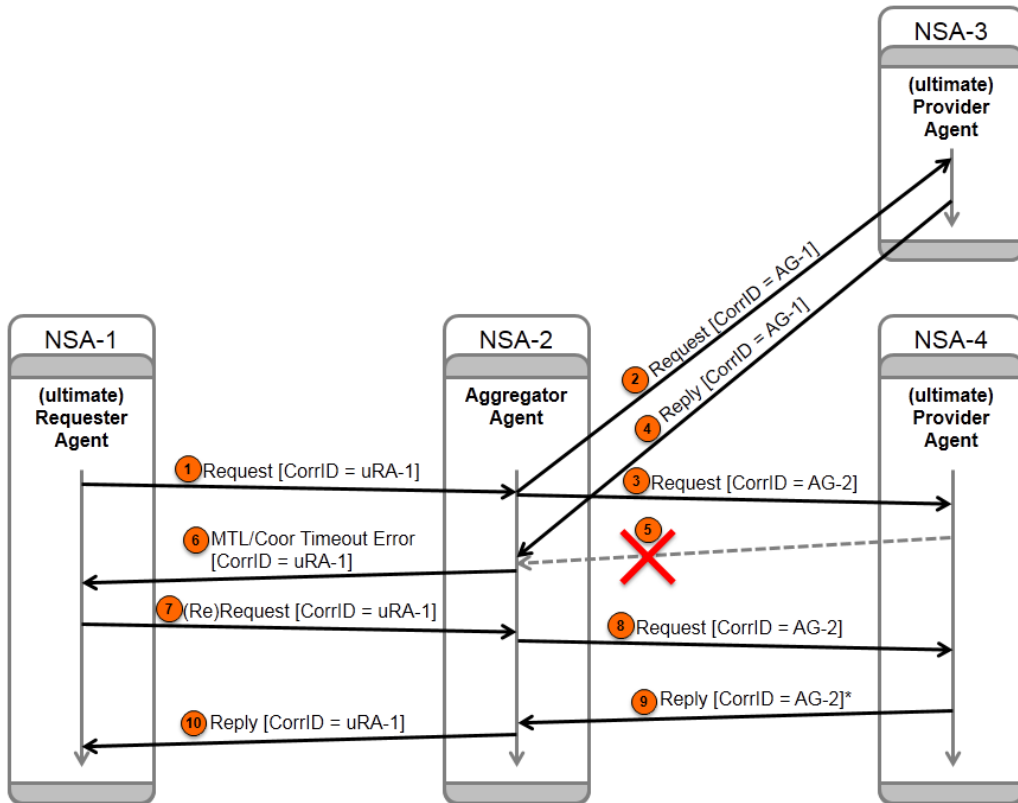 NSA-3
(ultimate)
Provider
Agent
NSA-1
(ultimate)
Requester
Agent
NSA-2
Aggregator
Agent
NSA-4
(ultimate)
Provider
Agent
1 Request [CorrID = uRA-1]
2 Request [CorrID = AG-1]
3 Request [CorrID = AG-2]
4 Reply [CorrID = AG-1]
5
6 MTL/Coor Timeout Error
[CorrID = uRA-1]
7 (Re)Request [CorrID = uRA-1]
8 Request [CorrID = AG-2]
9 Reply [CorrID = AG-2]*
10 Reply [CorrID = uRA-1]